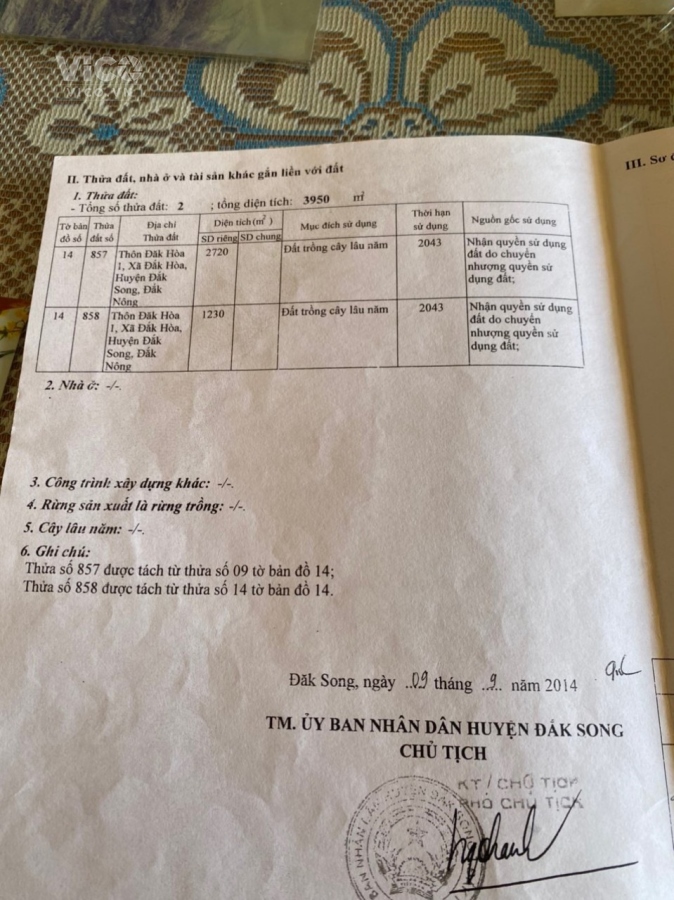 VICO
II. Thửa đất, nhà ở và tài sản khác gắn liền với đất
III. Sơ
1. Thửa đất:
- Tổng số thửa đất: 2 ; tổng diện tích: 3950 m²
Tờ bản đồ số Thửa đất số Địa chỉ Thửa đất Diện tích (m²) SD riêng SD chung Mục đích sử dụng Thời hạn sử dụng Nguồn gốc sử dụng
14 857 Thôn Đăk Hòa 2720 Đất trồng cây lâu năm 2043 Nhận quyền sử dụng
1, Xã Đắk Hòa, đất do chuyển
Huyện Đắk nhượng quyền sử
Song, Đắk dụng đất;
Nông
14 858 Thôn Đăk Hòa 1230 Đất trồng cây lâu năm 2043 Nhận quyền sử dụng
1, Xã Đắk Hòa, đất do chuyển
Huyện Đắk nhượng quyền sử
Song, Đắk dụng đất;
Nông
2. Nhà ở: -/-.
3. Công trình xây dựng khác: -/-.
4. Rừng sản xuất là rừng trồng: -/-.
5. Cây lâu năm: -/-.
6. Ghi chú:
Thửa số 857 được tách từ thửa số 09 tờ bản đồ 14;
Thửa số 858 được tách từ thửa số 14 tờ bản đồ 14.
Đăk Song, ngày ..09 tháng ..9.. năm 2014
TM. ỦY BAN NHÂN DÂN HUYỆN ĐẮK SONG
CHỦ TỊCH
KT/CHỦ TỊCH
PHÓ CHỦ TỊCH